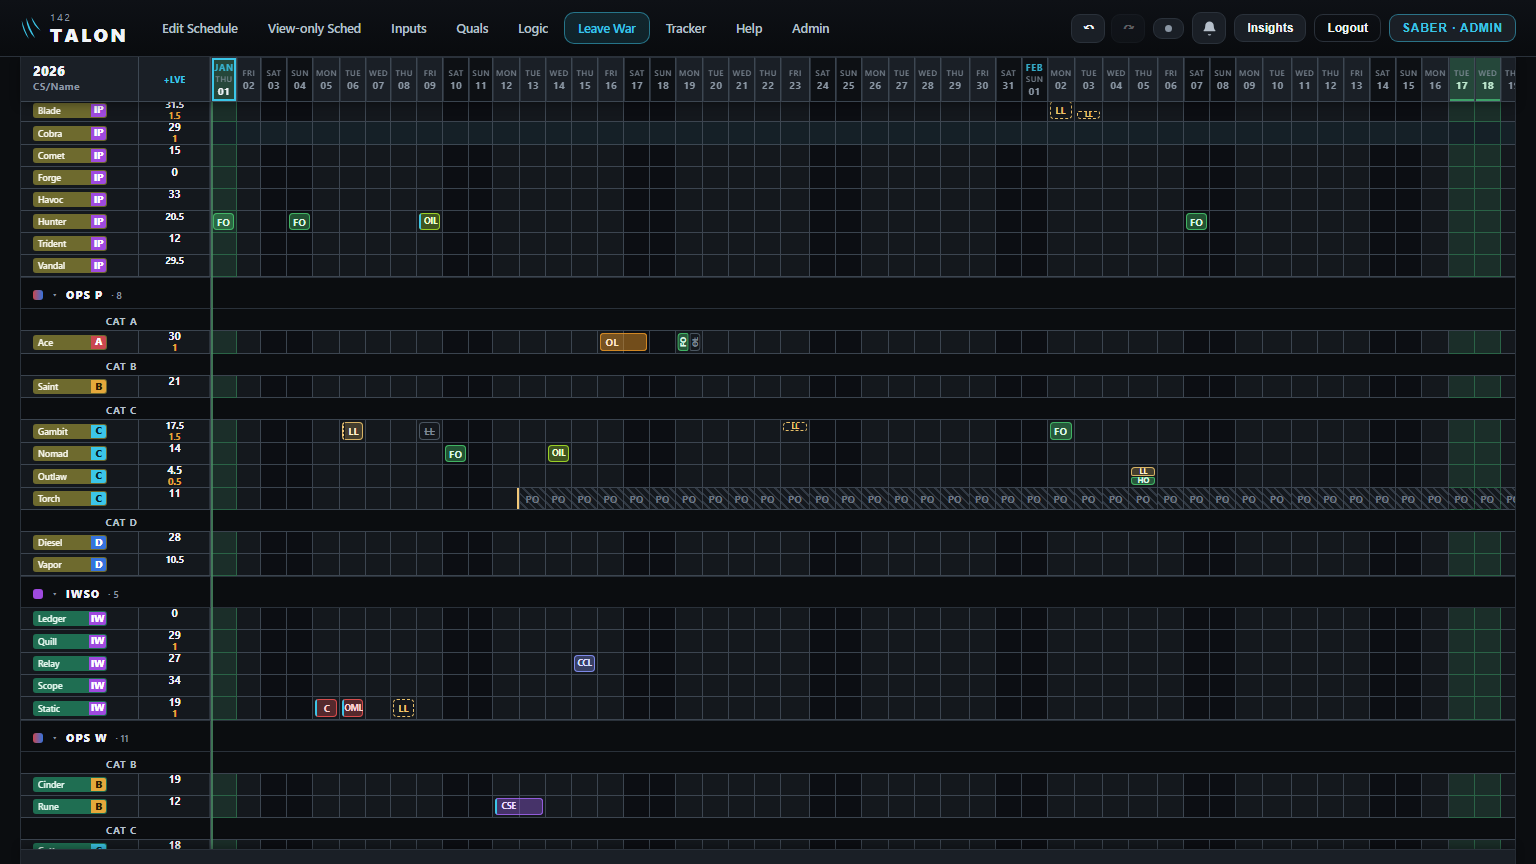 142
TALON
Edit Schedule
View-only Sched
Inputs
Quals
Logic
Leave War
Tracker
Help
Admin
Insights
Logout
SABER · ADMIN
2026
CS/Name
+LVE
JAN THU 01
FRI 02
SAT 03
SUN 04
MON 05
TUE 06
WED 07
THU 08
FRI 09
SAT 10
SUN 11
MON 12
TUE 13
WED 14
THU 15
FRI 16
SAT 17
SUN 18
MON 19
TUE 20
WED 21
THU 22
FRI 23
SAT 24
SUN 25
MON 26
TUE 27
WED 28
THU 29
FRI 30
SAT 31
FEB SUN 01
MON 02
TUE 03
WED 04
THU 05
FRI 06
SAT 07
SUN 08
MON 09
TUE 10
WED 11
THU 12
FRI 13
SAT 14
SUN 15
MON 16
TUE 17
WED 18
Blade IP 31.5 1.5 LL LL
Cobra IP 29 1
Comet IP 15
Forge IP 0
Havoc IP 33
Hunter IP 20.5 FO FO OIL FO
Trident IP 12
Vandal IP 29.5
· OPS P · 8
CAT A
Ace A 30 1 OL FO
CAT B
Saint B 21
CAT C
Gambit C 17.5 1.5 LL LL LL FO
Nomad C 14 FO OIL
Outlaw C 4.5 0.5 LL HO
Torch C 11 PO PO PO PO PO PO PO PO PO PO PO PO PO PO PO PO PO PO PO PO PO PO PO PO PO PO PO PO PO PO PO PO PO PO PO PO PO PO
CAT D
Diesel D 28
Vapor D 10.5
· IWSO · 5
Ledger IW 0
Quill IW 29 1
Relay IW 27 CCL
Scope IW 34
Static IW 19 1 C OML LL
· OPS W · 11
CAT B
Cinder B 19
Rune B 12 CSE
CAT C
18